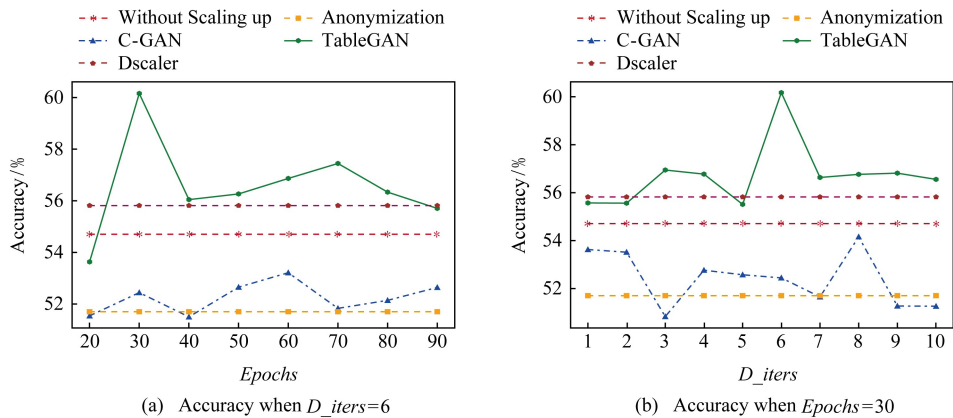 Without Scaling up
Anonymization
C-GAN
TableGAN
Dscaler
60
58
56
54
52
Accuracy/%
20 30 40 50 60 70 80 90
Epochs
(a) Accuracy when D_iters=6
Without Scaling up
Anonymization
C-GAN
TableGAN
Dscaler
60
58
56
54
52
Accuracy/%
1 2 3 4 5 6 7 8 9 10
D_iters
(b) Accuracy when Epochs=30